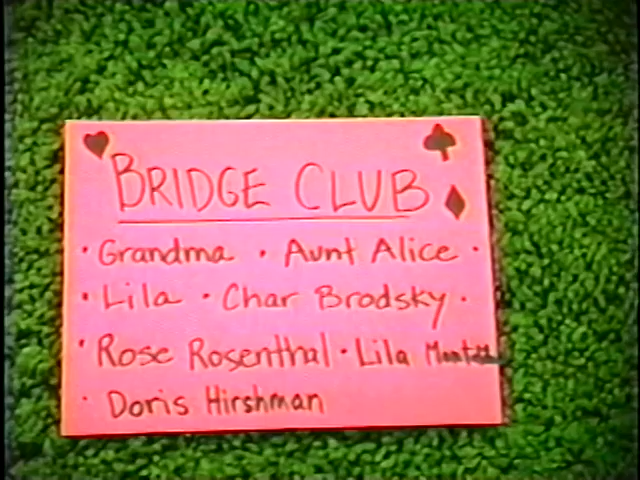 BRIDGE CLUB
· Grandma · Aunt Alice ·
· Lila · Char Brodsky ·
· Rose Rosenthal · Lila
· Doris Hirshman